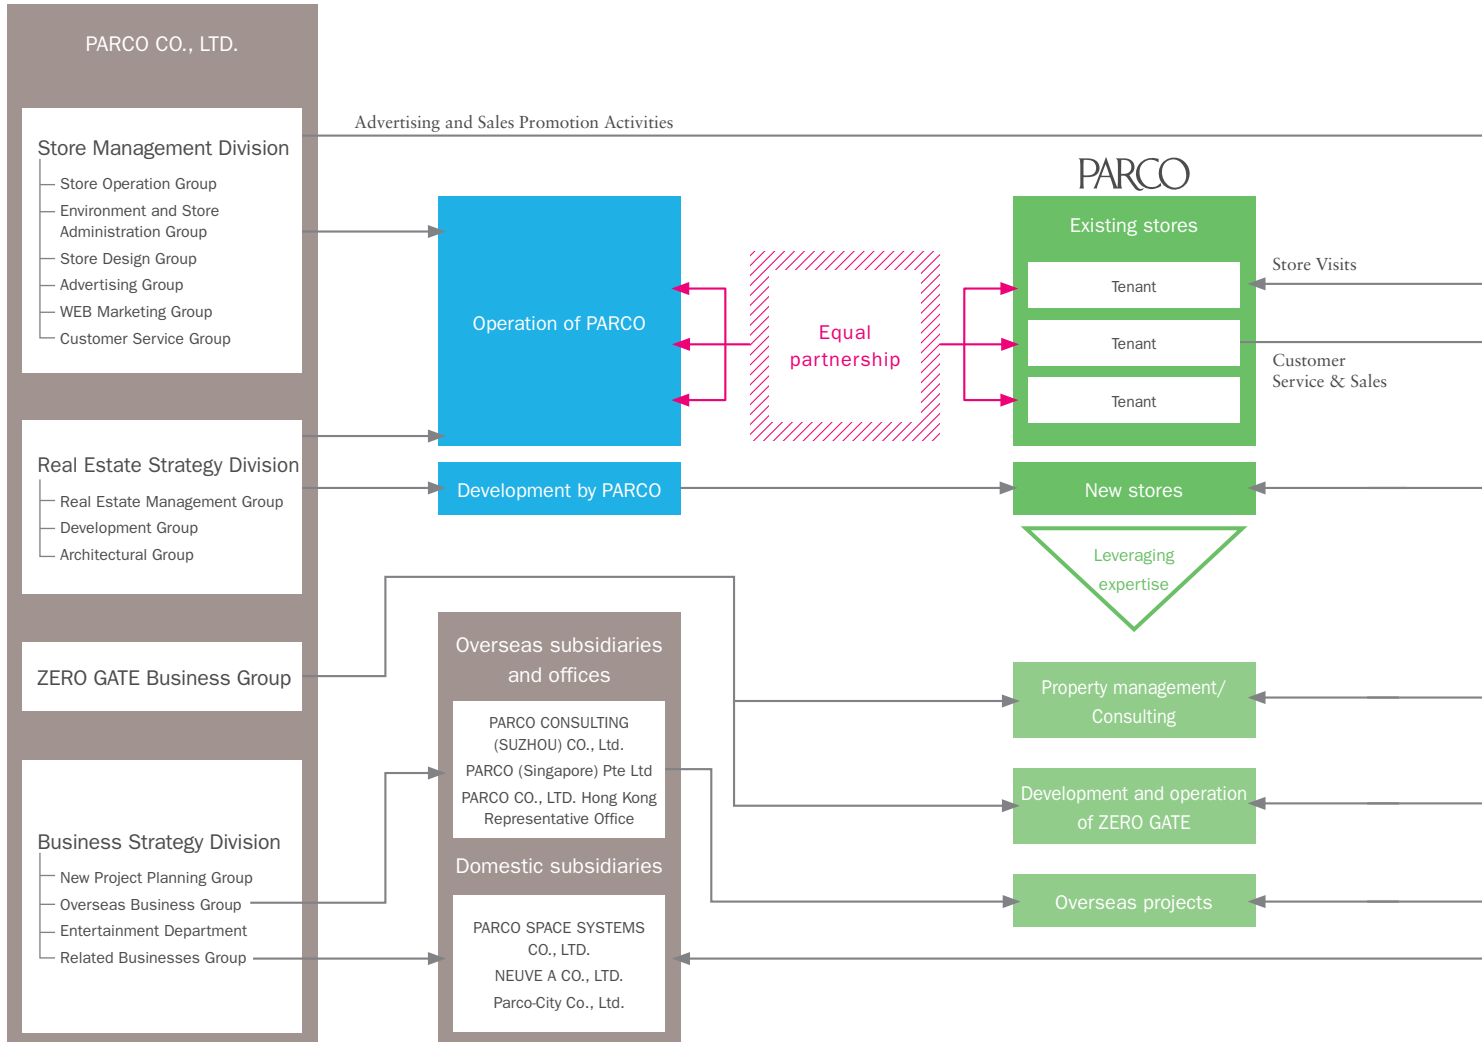 PARCO CO., LTD.
Store Management Division
Store Operation Group
Environment and Store
Administration Group
Store Design Group
Advertising Group
WEB Marketing Group
Customer Service Group
Real Estate Strategy Division
Real Estate Management Group
Development Group
Architectural Group
ZERO GATE Business Group
Business Strategy Division
New Project Planning Group
Overseas Business Group
Entertainment Department
Related Businesses Group
Advertising and Sales Promotion Activities
Operation of PARCO
Development by PARCO
Overseas subsidiaries
and offices
PARCO CONSULTING
(SUZHOU) CO., Ltd.
PARCO (Singapore) Pte Ltd
PARCO CO., LTD. Hong Kong
Representative Office
Domestic subsidiaries
PARCO SPACE SYSTEMS
CO., LTD.
NEUVE A CO., LTD.
Parco-City Co., Ltd.
Equal
partnership
PARCO
Existing stores
Tenant
Tenant
Tenant
New stores
Leveraging
expertise
Property management/
Consulting
Development and operation
of ZERO GATE
Overseas projects
Store Visits
Customer
Service & Sales